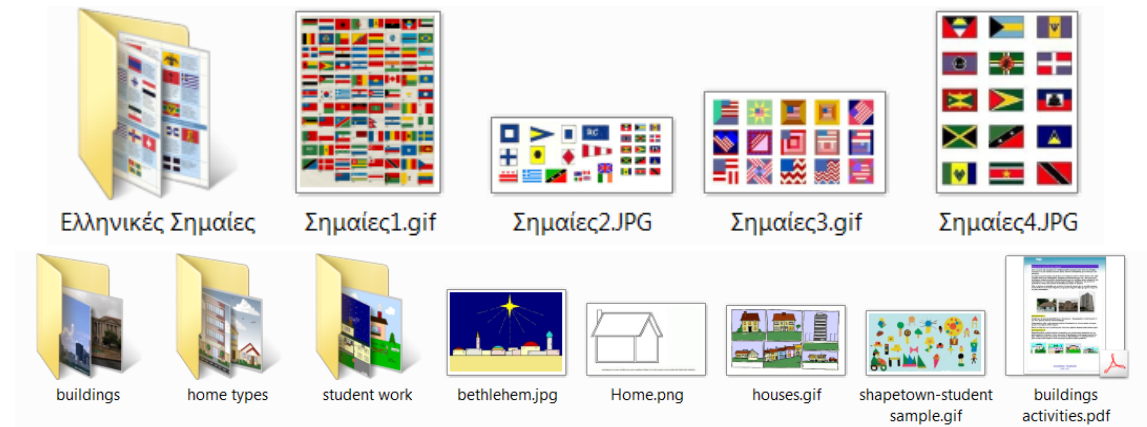 Ελληνικές Σημαίες
Σημαίες1.gif
Σημαίες2.JPG
Σημαίες3.gif
Σημαίες4.JPG
buildings
home types
student work
bethlehem.jpg
Home.png
houses.gif
shapetown-student
sample.gif
buildings
activities.pdf